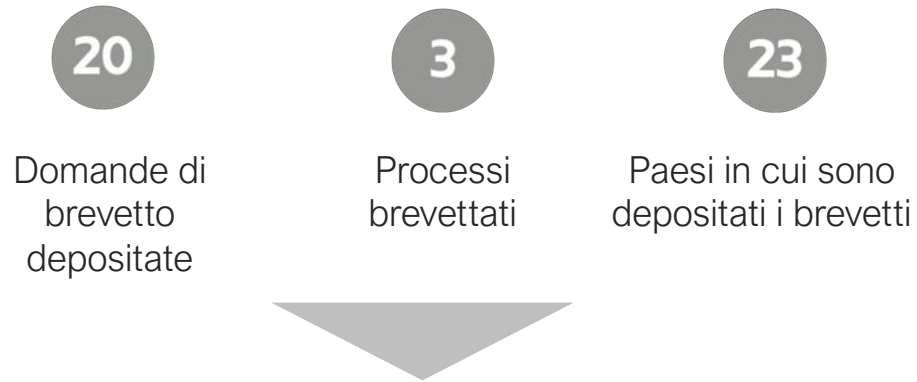 20
Domande di
brevetto
depositate
3
Processi
brevettati
23
Paesi in cui sono
depositati i brevetti